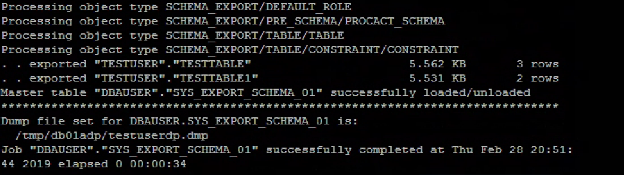 Processing object type SCHEMA_EXPORT/DEFAULT_ROLE
Processing object type SCHEMA_EXPORT/PRE_SCHEMA/PROCACT_SCHEMA
Processing object type SCHEMA_EXPORT/TABLE/TABLE
Processing object type SCHEMA_EXPORT/TABLE/CONSTRAINT/CONSTRAINT
. . exported "TESTUSER"."TESTTABLE" 5.562 KB 3 rows
. . exported "TESTUSER"."TESTTABLE1" 5.531 KB 2 rows
Master table "DBAUSER"."SYS_EXPORT_SCHEMA_01" successfully loaded/unloaded
******************************************************************************
Dump file set for DBAUSER.SYS_EXPORT_SCHEMA_01 is:
/tmp/db01adp/testuserdp.dmp
Job "DBAUSER"."SYS_EXPORT_SCHEMA_01" successfully completed at Thu Feb 28 20:51:
44 2019 elapsed 0 00:00:34